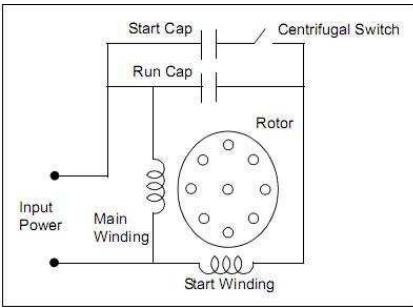 Start Cap
Centrifugal Switch
Run Cap
Rotor
Input
Power
Main
Winding
Start Winding